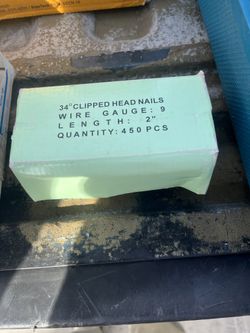 34° CLIPPED HEAD NAILS
WIRE GAUGE: 9
LENGTH: 2"
QUANTITY: 450 PCS